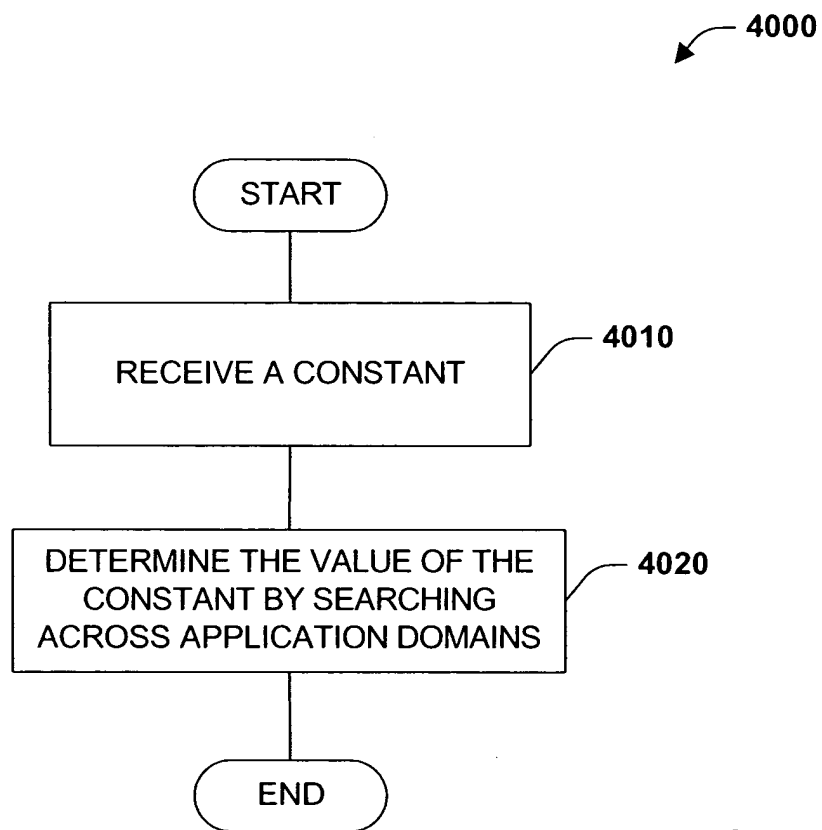 4000
START
RECEIVE A CONSTANT
4010
DETERMINE THE VALUE OF THE
CONSTANT BY SEARCHING
ACROSS APPLICATION DOMAINS
4020
END